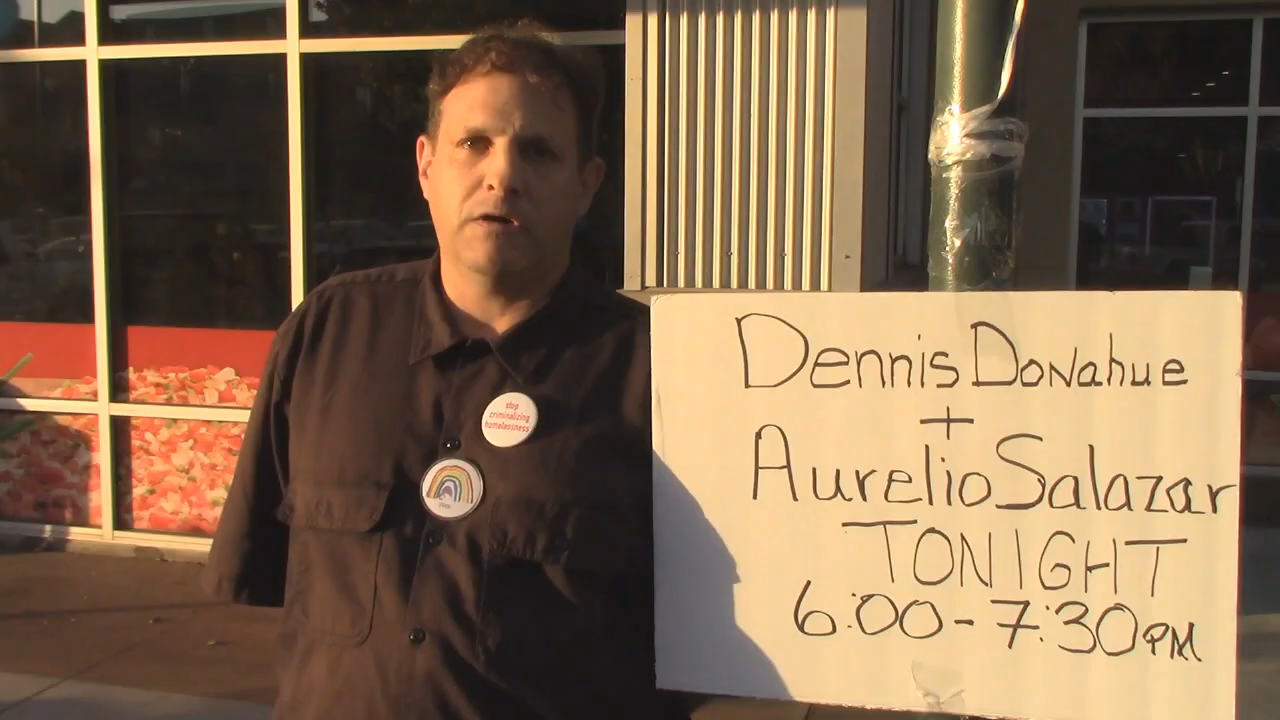 stop
criminalizing
homelessness
Dennis Donahue
+
Aurelio Salazar
TONIGHT
6:00-7:30PM